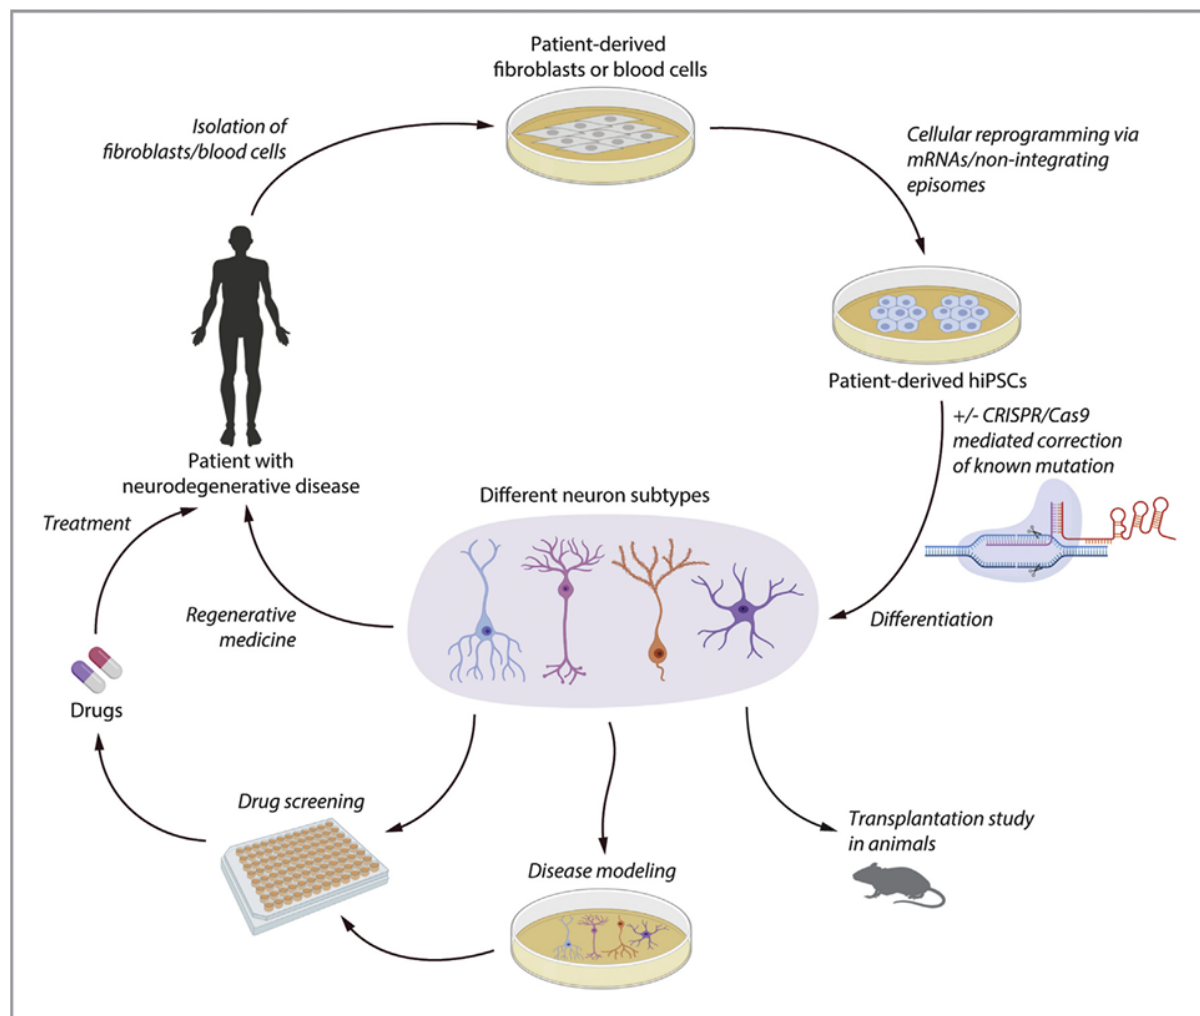 Patient-derived
fibroblasts or blood cells
Isolation of
fibroblasts/blood cells
Cellular reprogramming via
mRNAs/non-integrating
episomes
Patient-derived hiPSCs
+/- CRISPR/Cas9
mediated correction
of known mutation
Patient with
neurodegenerative disease
Different neuron subtypes
Treatment
Regenerative
medicine
Differentiation
Drugs
Drug screening
Transplantation study
in animals
Disease modeling